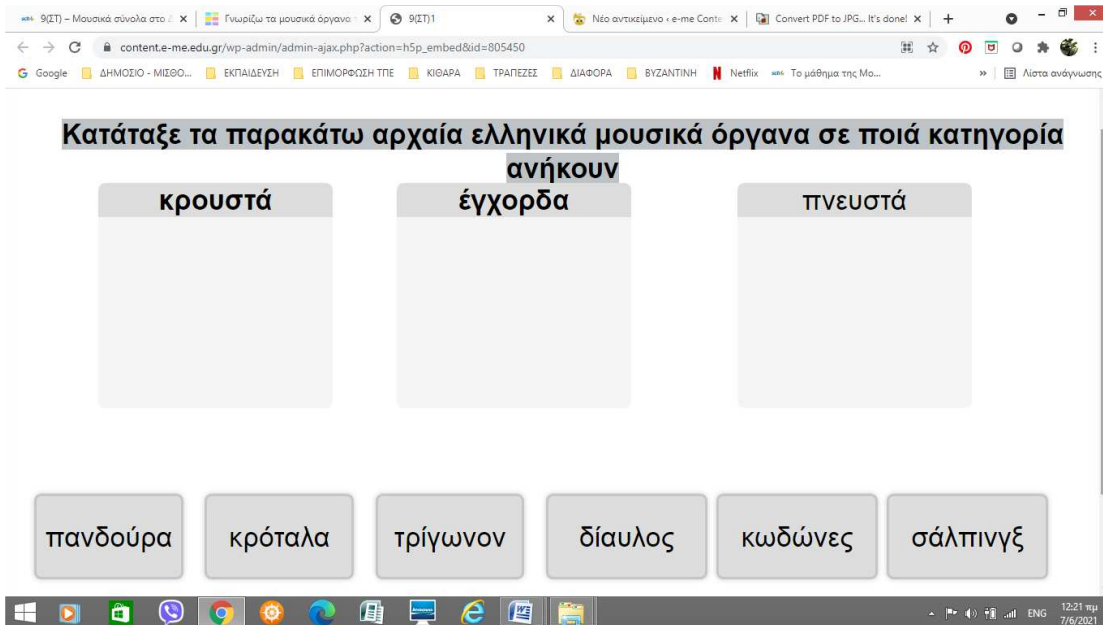 9(ΣΤ) – Μουσικά σύνολα στο Δ
Γνωρίζω τα μουσικά όργανα
9(ΣΤ)1
Νέο αντικείμενο ‹ e-me Conte
Convert PDF to JPG... It's done!
content.e-me.edu.gr/wp-admin/admin-ajax.php?action=h5p_embed&id=805450
Google ΔΗΜΟΣΙΟ - ΜΙΣΘΟ... ΕΚΠΑΙΔΕΥΣΗ ΕΠΙΜΟΡΦΩΣΗ ΤΠΕ ΚΙΘΑΡΑ ΤΡΑΠΕΖΕΣ ΔΙΑΦΟΡΑ ΒΥΖΑΝΤΙΝΗ Netflix Το μάθημα της Μο... » Λίστα ανάγνωσης
Κατάταξε τα παρακάτω αρχαία ελληνικά μουσικά όργανα σε ποιά κατηγορία
ανήκουν
κρουστά
έγχορδα
πνευστά
πανδούρα
κρόταλα
τρίγωνον
δίαυλος
κωδώνες
σάλπινγξ
ENG
12:21 πμ
7/6/2021